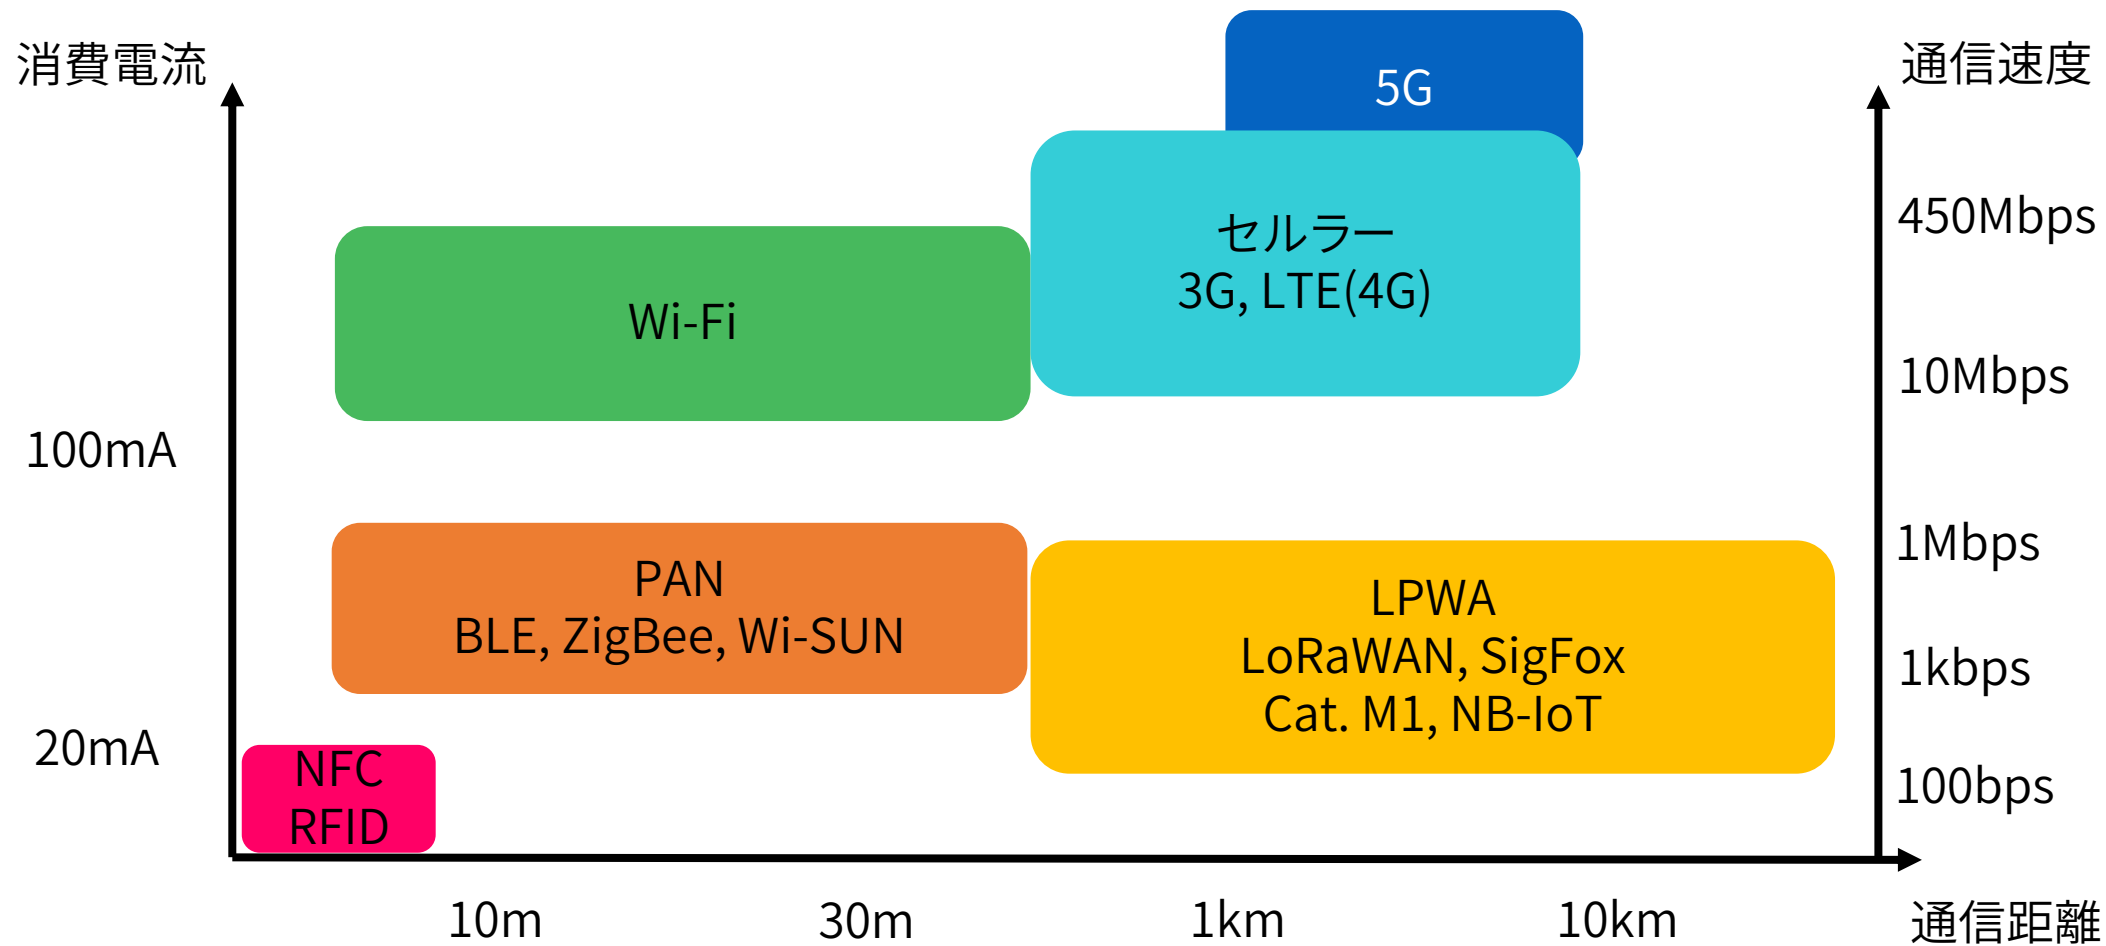 消費電流
通信速度
5G
450Mbps
セルラー
3G, LTE(4G)
Wi-Fi
10Mbps
100mA
1Mbps
PAN
BLE, ZigBee, Wi-SUN
LPWA
LoRaWAN, SigFox
Cat. M1, NB-IoT
1kbps
20mA
NFC
RFID
100bps
10m
30m
1km
10km
通信距離